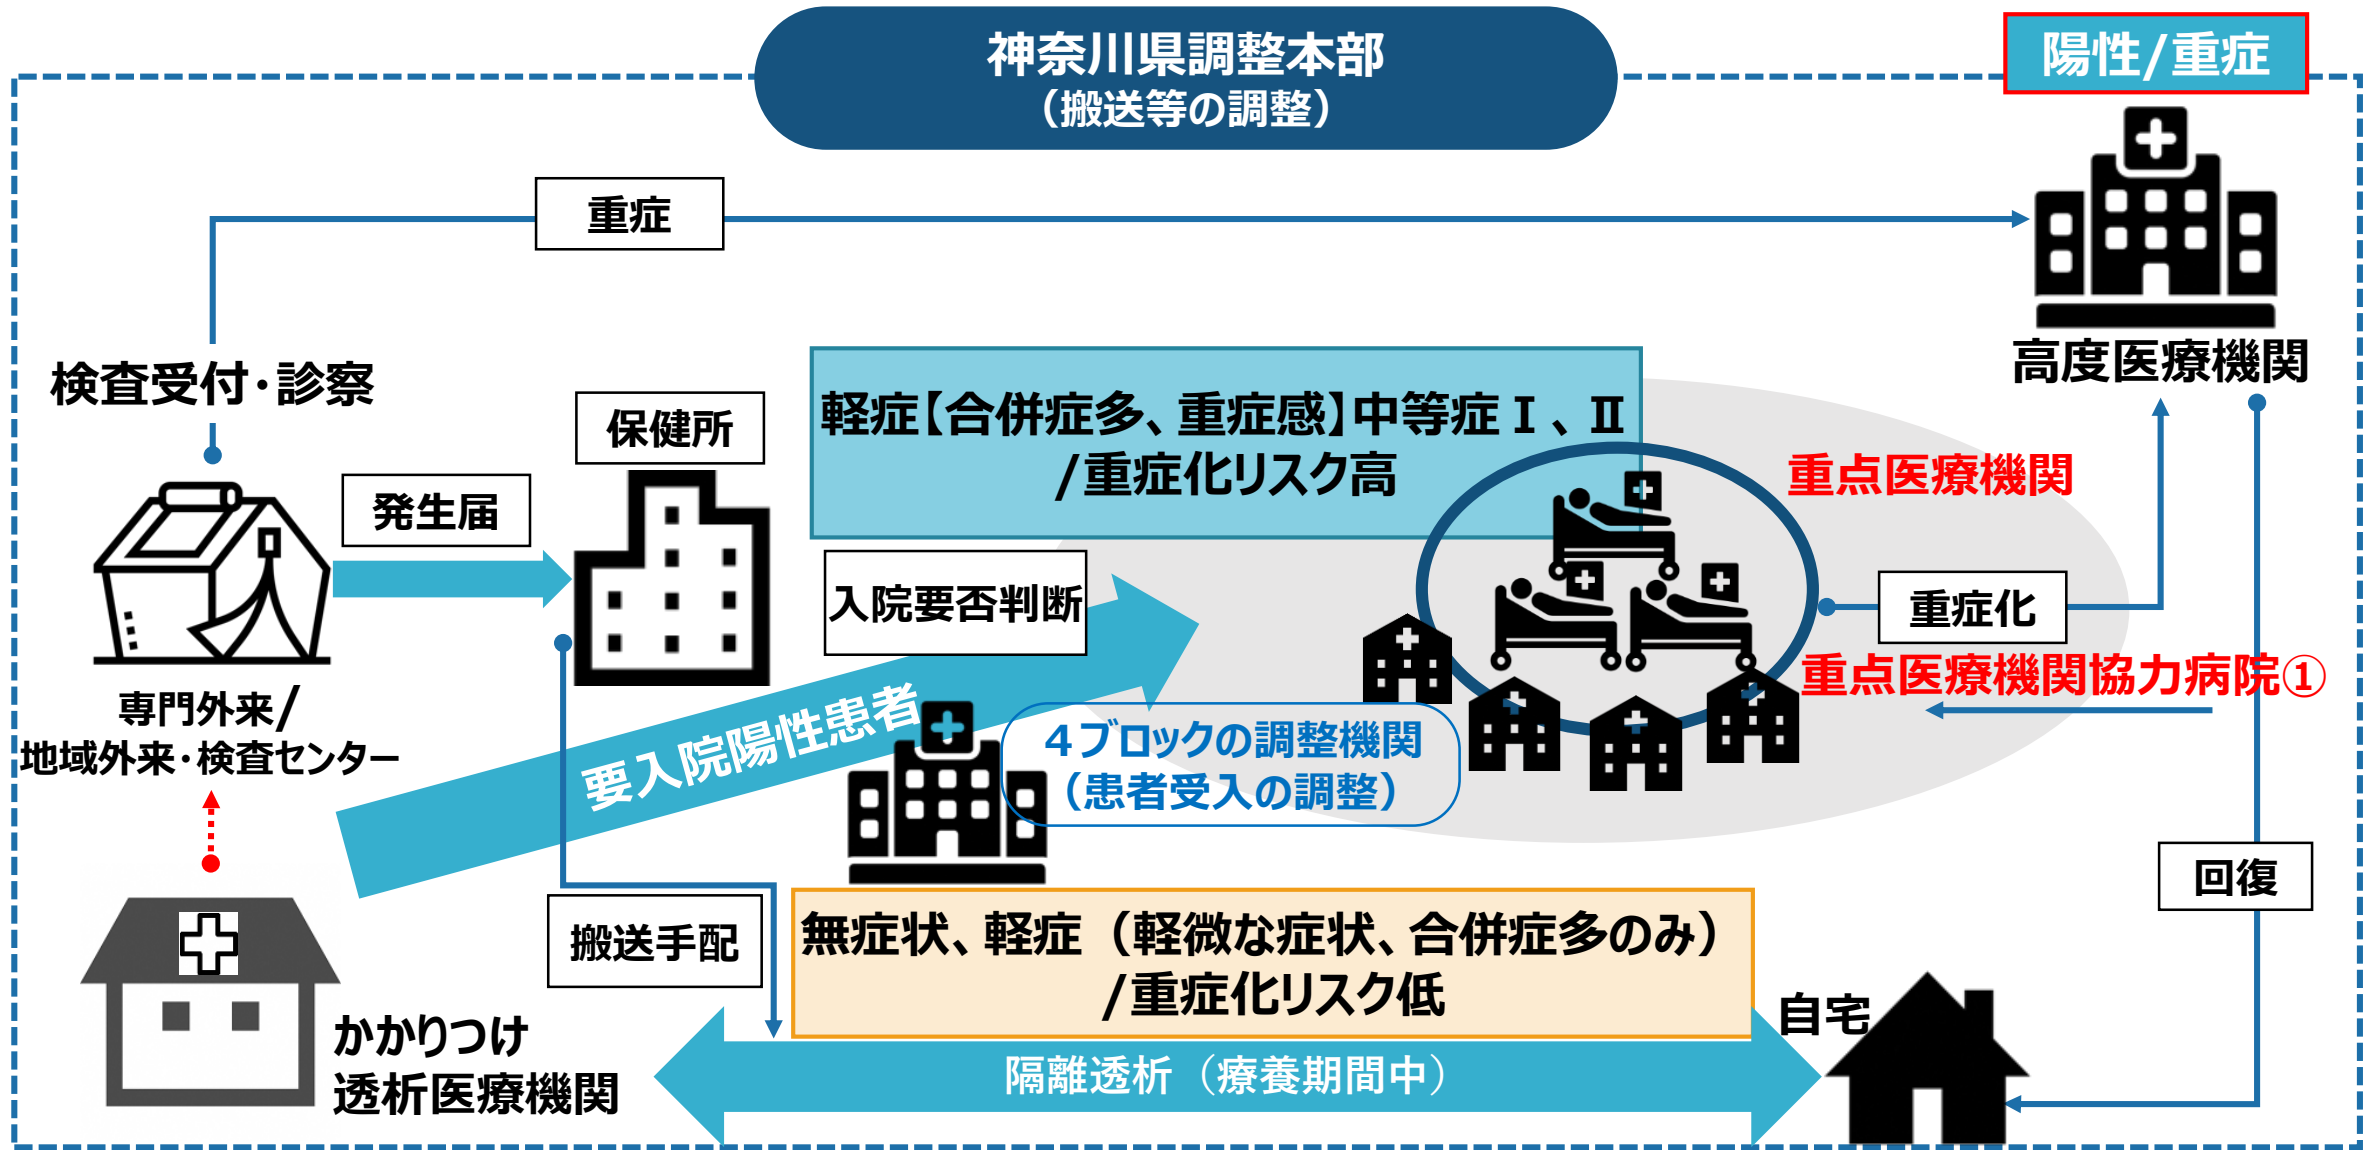 神奈川県調整本部
（搬送等の調整）
陽性/重症
重症
高度医療機関
検査受付・診察
保健所
発生届
軽症【合併症多、重症感】中等症Ⅰ、Ⅱ
/重症化リスク高
重点医療機関
入院要否判断
重症化
重点医療機関協力病院①
専門外来/
地域外来・検査センター
要入院陽性患者
４ブロックの調整機関
（患者受入の調整）
回復
搬送手配
無症状、軽症（軽微な症状、合併症多のみ）
/重症化リスク低
自宅
かかりつけ
透析医療機関
隔離透析（療養期間中）